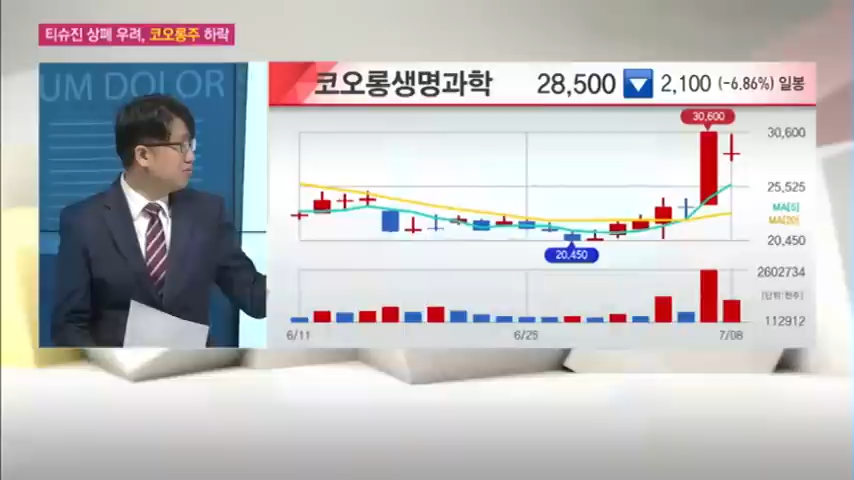 티슈진 상폐 우려, 코오롱주 하락
UM DOLOR
코오롱생명과학 28,500 ▼ 2,100 (-6.86%) 일봉
30,600
30,600
25,525
MA[5]
MA[20]
20,450
20,450
2602734
[단위:천주]
112912
6/11 6/25 7/08